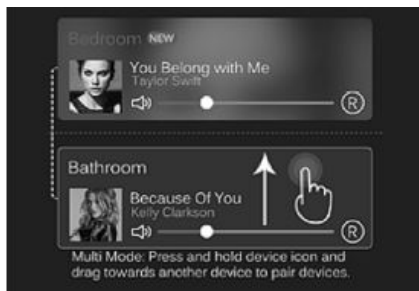 Bedroom NEW
You Belong with Me
Taylor Swift
R
Bathroom
Because Of You
Kelly Clarkson
R
Multi Mode: Press and hold device icon and
drag towards another device to pair devices.